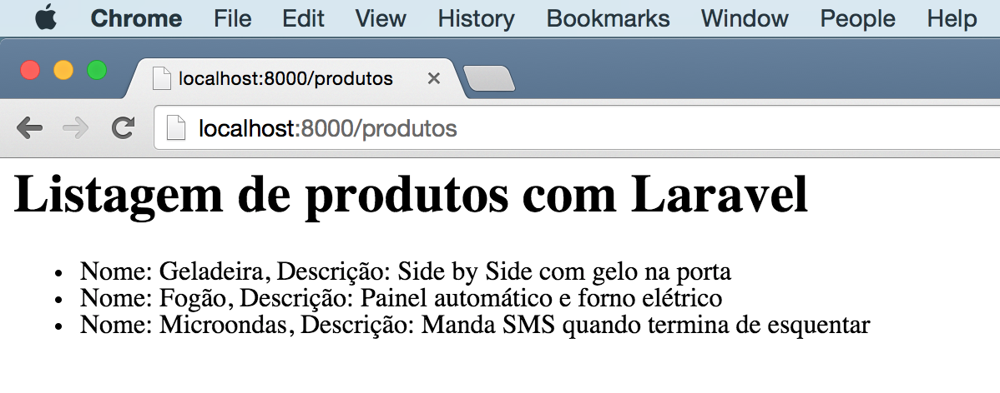 Chrome File Edit View History Bookmarks Window People Help
localhost:8000/produtos
localhost:8000/produtos
Listagem de produtos com Laravel
• Nome: Geladeira, Descrição: Side by Side com gelo na porta
• Nome: Fogão, Descrição: Painel automático e forno elétrico
• Nome: Microondas, Descrição: Manda SMS quando termina de esquentar